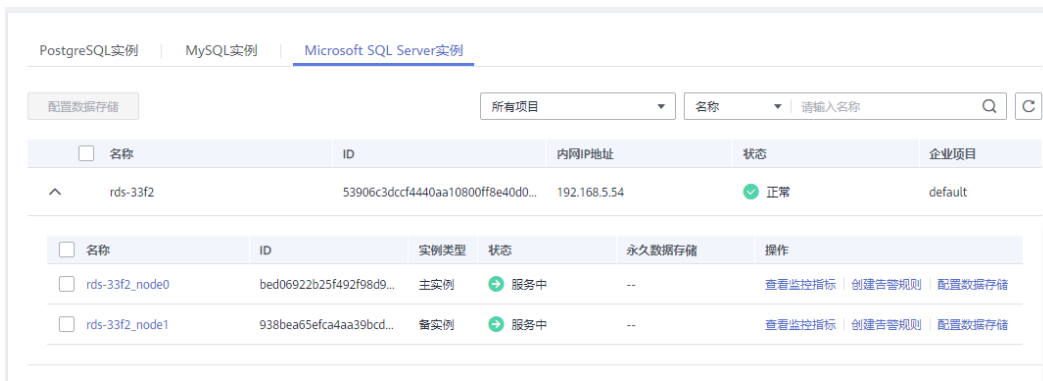 PostgreSQL实例 MySQL实例 Microsoft SQL Server实例
配置数据存储 所有项目 名称 请输入名称
名称 ID 内网IP地址 状态 企业项目
rds-33f2 53906c3dccf4440aa10800ff8e40d0... 192.168.5.54 正常 default
名称 ID 实例类型 状态 永久数据存储 操作
rds-33f2_node0 bed06922b25f492f98d9... 主实例 服务中 -- 查看监控指标 创建告警规则 配置数据存储
rds-33f2_node1 938bea65efca4aa39bcd... 备实例 服务中 -- 查看监控指标 创建告警规则 配置数据存储